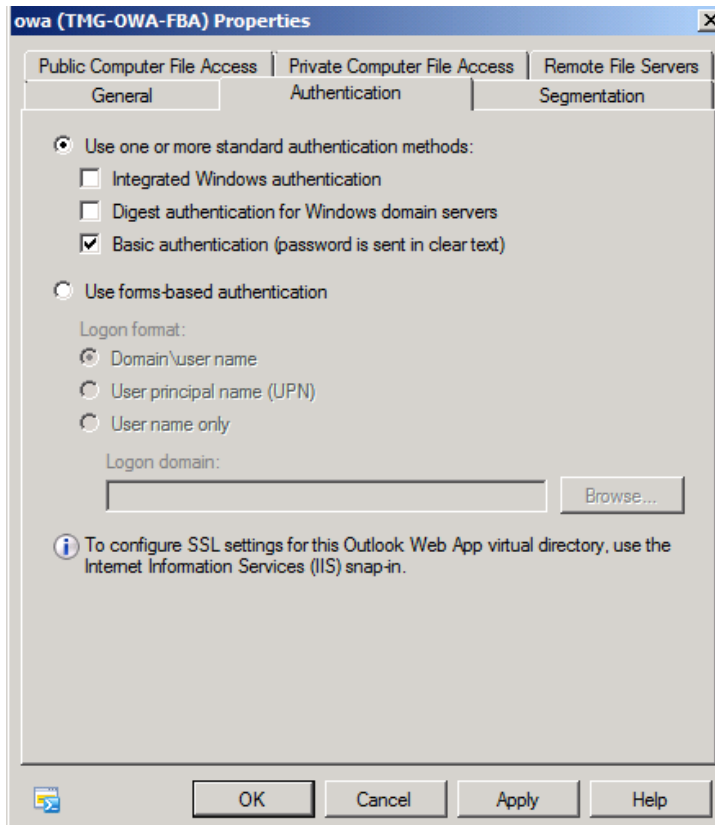 owa (TMG-OWA-FBA) Properties
Public Computer File Access
Private Computer File Access
Remote File Servers
General
Authentication
Segmentation
Use one or more standard authentication methods:
Integrated Windows authentication
Digest authentication for Windows domain servers
Basic authentication (password is sent in clear text)
Use forms-based authentication
Logon format:
Domain\user name
User principal name (UPN)
User name only
Logon domain:
Browse...
To configure SSL settings for this Outlook Web App virtual directory, use the
Internet Information Services (IIS) snap-in.
OK
Cancel
Apply
Help